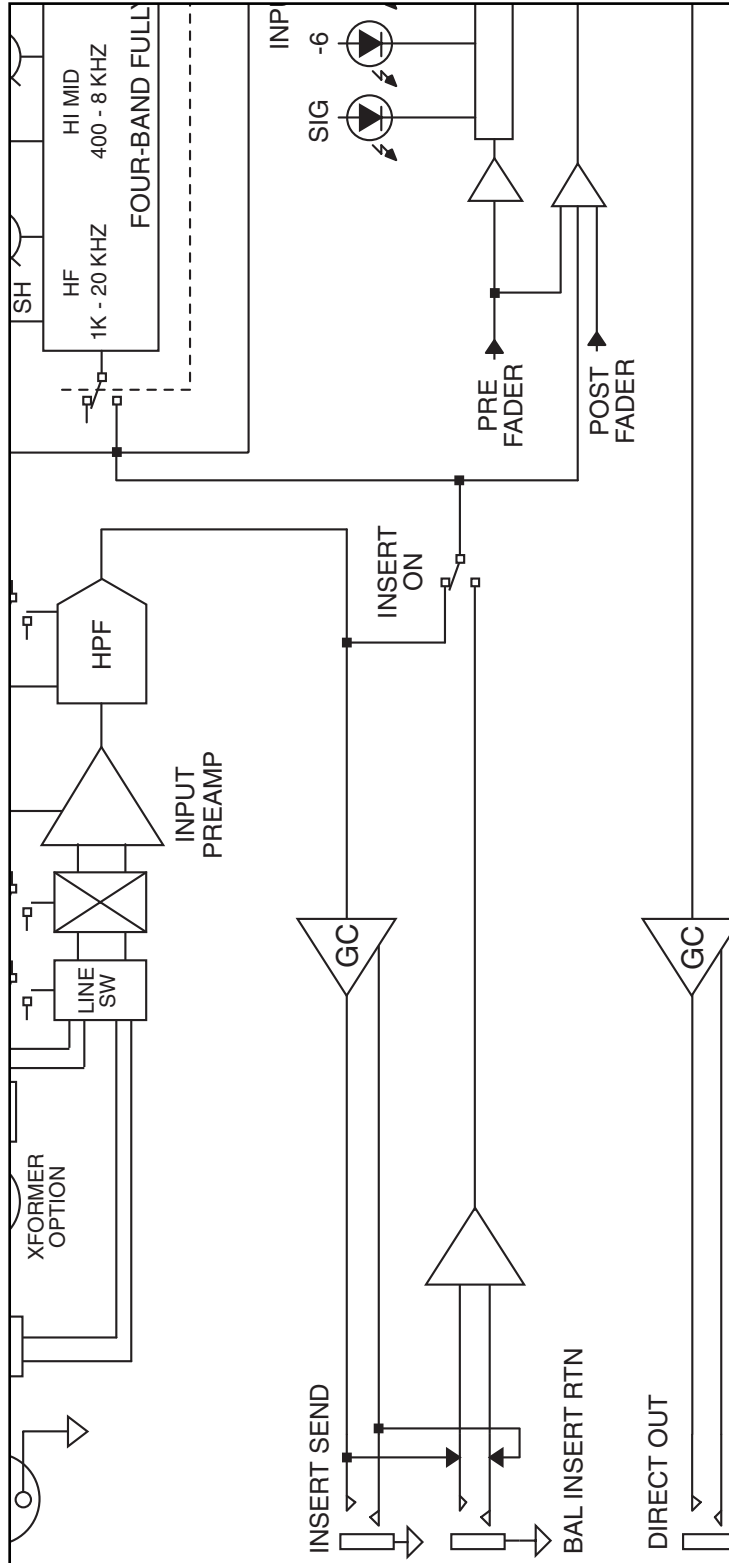 HI MID
400 - 8 KHZ
FOUR-BAND FULLY
HF
1K - 20 KHZ
SH
-6
SIG
PRE
FADER
POST
FADER
INSERT
ON
HPF
INPUT
PREAMP
LINE
SW
XFORMER
OPTION
GC
GC
INSERT SEND
BAL INSERT RTN
DIRECT OUT